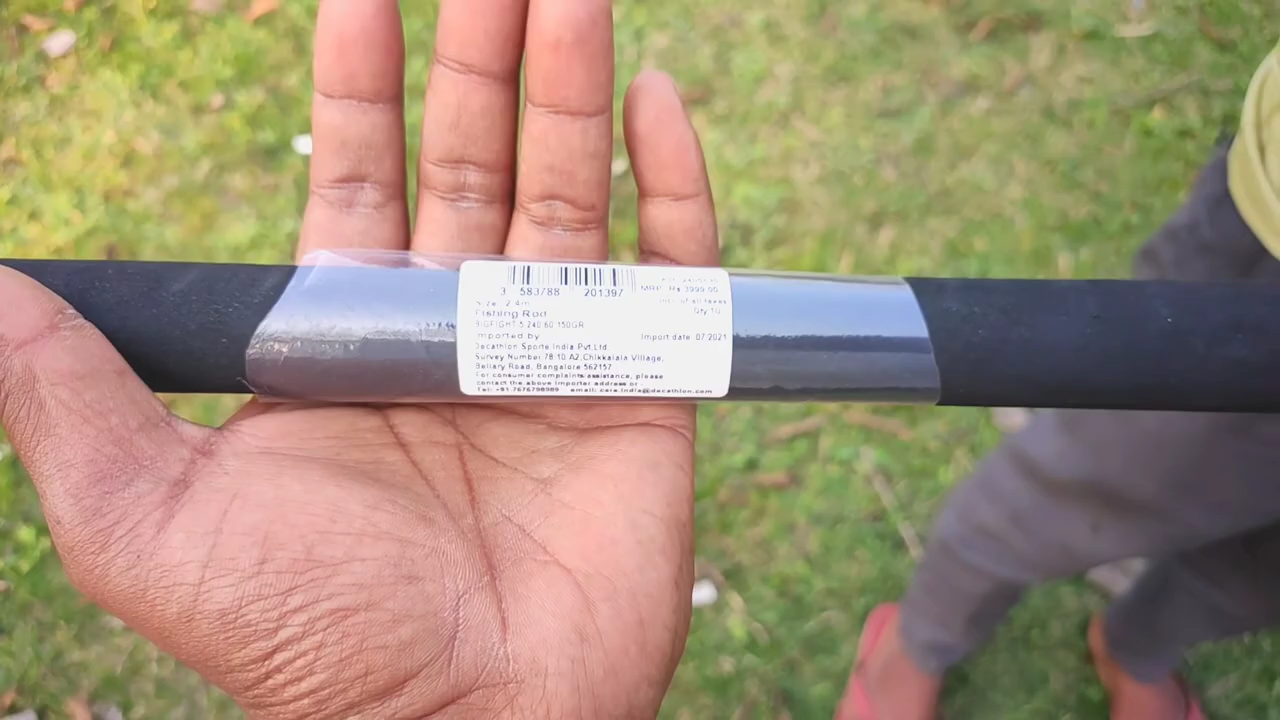 3 583788 201397
MRP: Rs.3999.00
Size: 2.4m
incl. of all taxes
Fishing Rod
Qty:1U
BIGFIGHT 5 240 60 150GR
Imported by
Import date: 07/2021
Decathlon Sports India Pvt.Ltd
Survey Number 78/10 A2,Chikkajala Village,
Bellary Road, Bangalore 562157
For consumer complaints/assistance, please
contact the above importer address or
Tel: +91-7676798989 email: care.india@decathlon.com